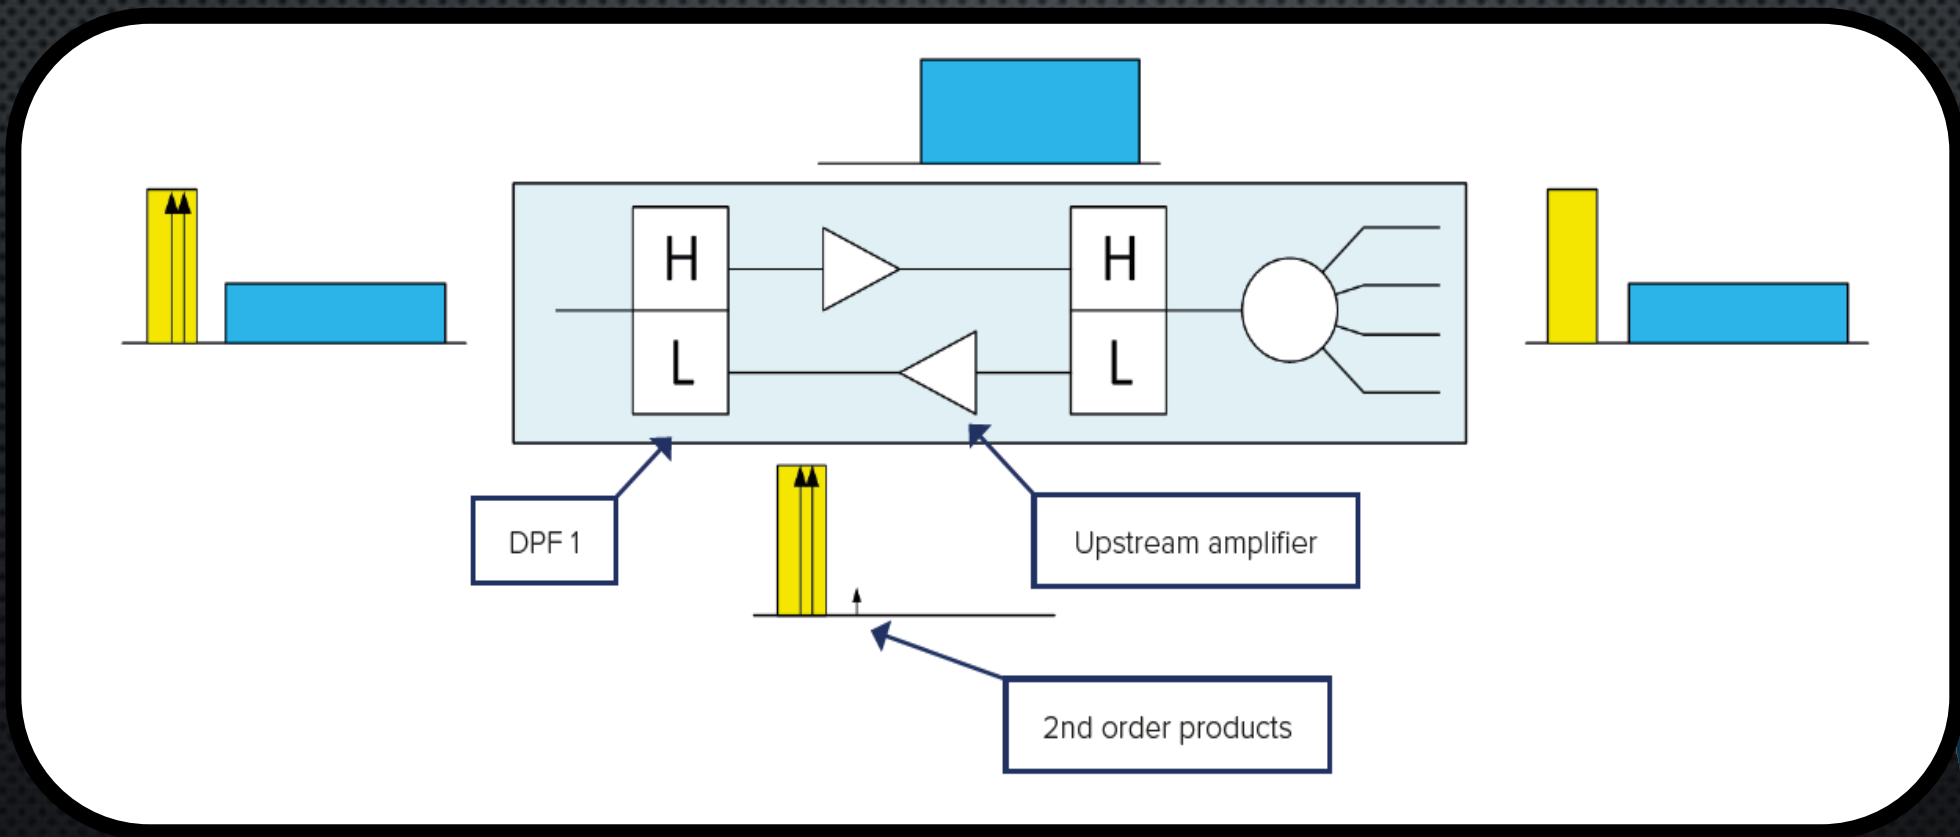 H
H
L
L
DPF 1
Upstream amplifier
2nd order products